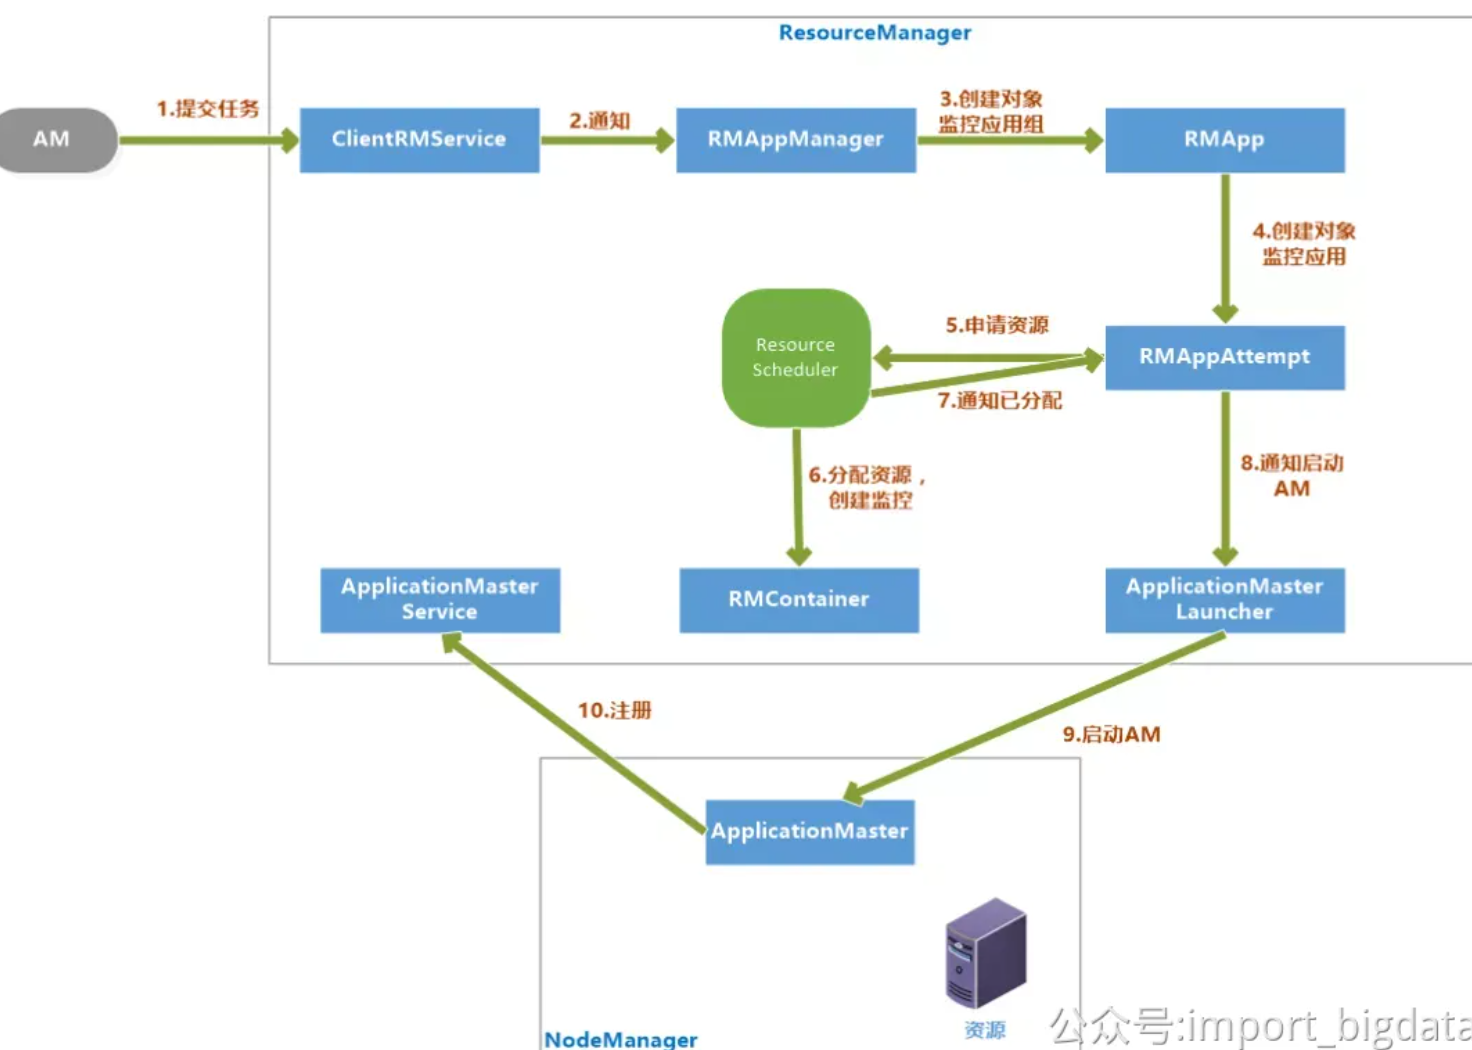 ResourceManager
AM
1.提交任务
ClientRMService
2.通知
RMAppManager
3.创建对象
监控应用组
RMApp
4.创建对象
监控应用
Resource
Scheduler
5.申请资源
7.通知已分配
RMAppAttempt
6.分配资源，
创建监控
8.通知启动
AM
ApplicationMaster
Service
RMContainer
ApplicationMaster
Launcher
10.注册
9.启动AM
ApplicationMaster
资源
NodeManager
公众号:import_bigdata